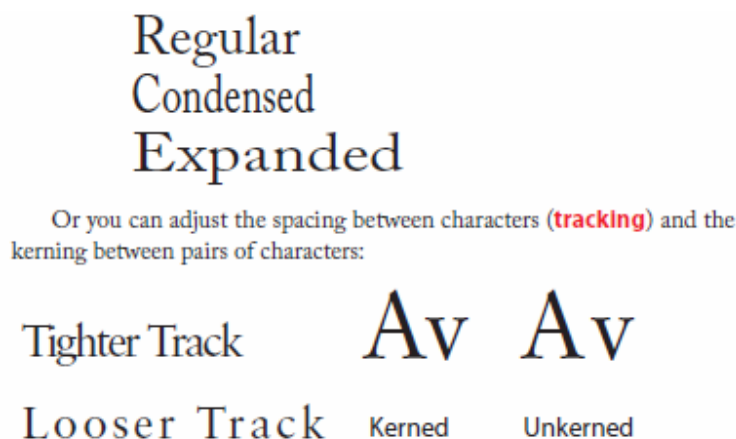 Regular
Condensed
Expanded
Or you can adjust the spacing between characters (tracking) and the
kerning between pairs of characters:
Tighter Track
Av Av
Looser Track
Kerned Unkerned